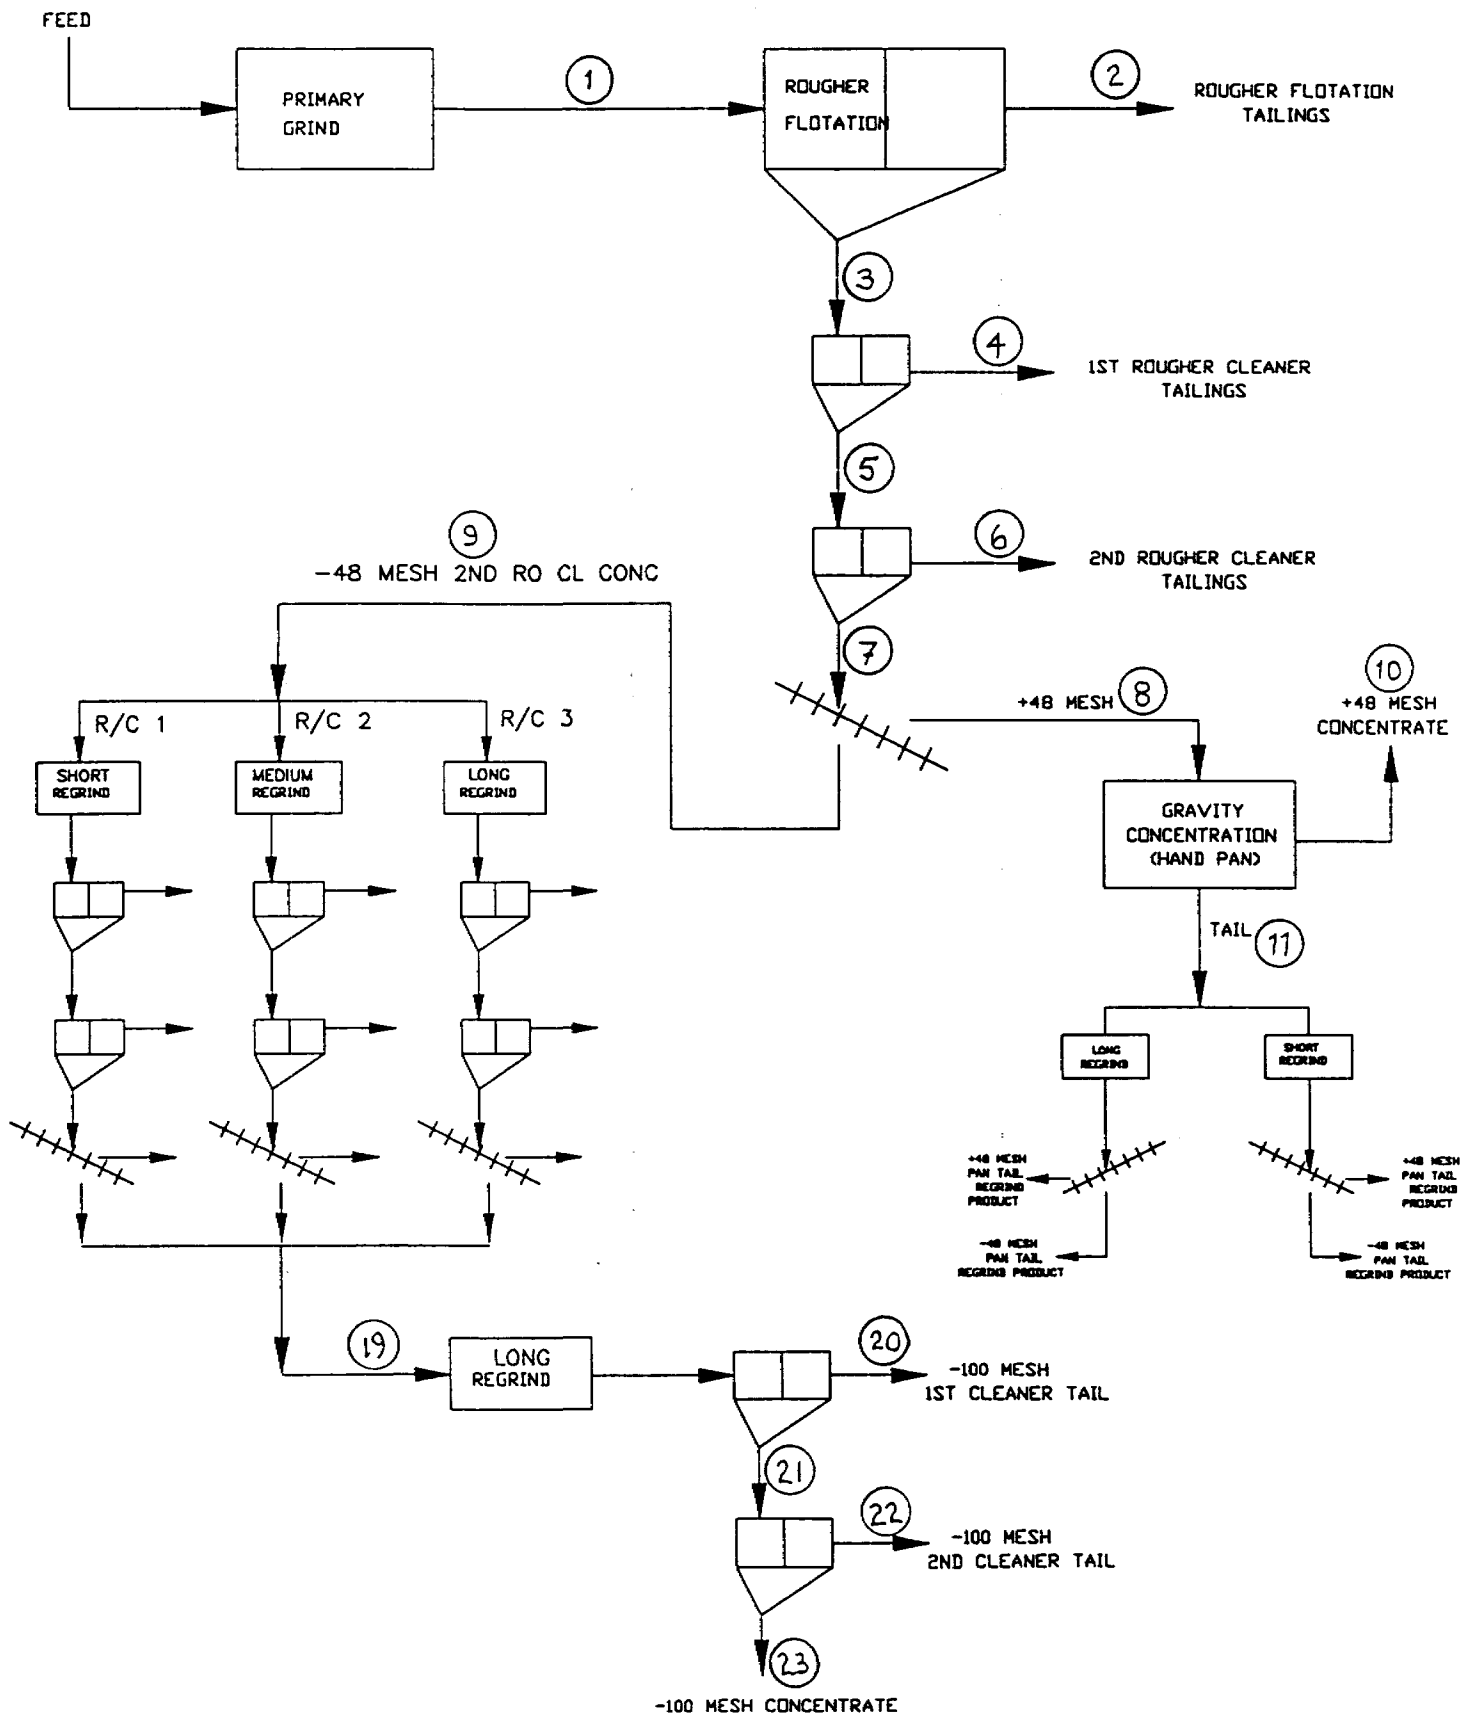 FEED
PRIMARY
GRIND
1
ROUGHER
FLOTATION
2
ROUGHER FLOTATION
TAILINGS
3
4
1ST ROUGHER CLEANER
TAILINGS
5
6
2ND ROUGHER CLEANER
TAILINGS
9
-48 MESH 2ND RO CL CONC
7
+48 MESH
8
10
+48 MESH
CONCENTRATE
R/C 1
R/C 2
R/C 3
SHORT
REGRIND
MEDIUM
REGRIND
LONG
REGRIND
GRAVITY
CONCENTRATION
(HAND PAN)
TAIL
11
LONG
REGRIND
SHORT
REGRIND
+48 MESH
PAN TAIL
REGRIND
PRODUCT
+48 MESH
PAN TAIL
REGRIND
PRODUCT
-48 MESH
PAN TAIL
REGRIND PRODUCT
-48 MESH
PAN TAIL
REGRIND PRODUCT
19
LONG
REGRIND
20
-100 MESH
1ST CLEANER TAIL
21
22
-100 MESH
2ND CLEANER TAIL
23
-100 MESH CONCENTRATE